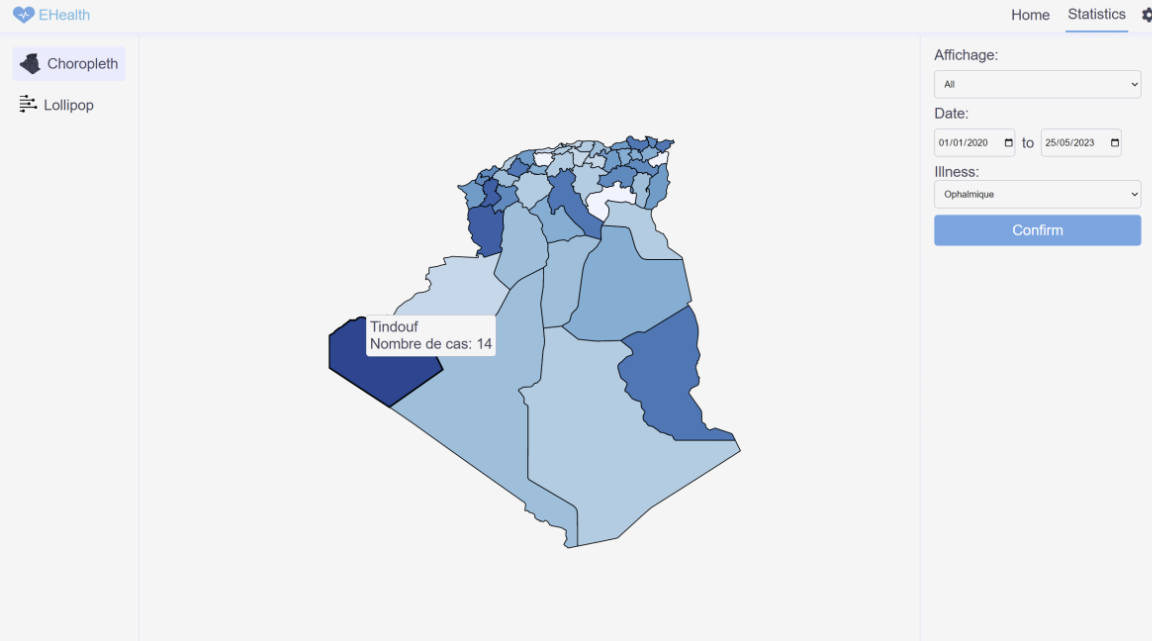 EHealth
Home
Statistics
Choropleth
Lollipop
Tindouf
Nombre de cas: 14
Affichage:
All
Date:
01/01/2020 to 25/05/2023
Illness:
Ophalmique
Confirm